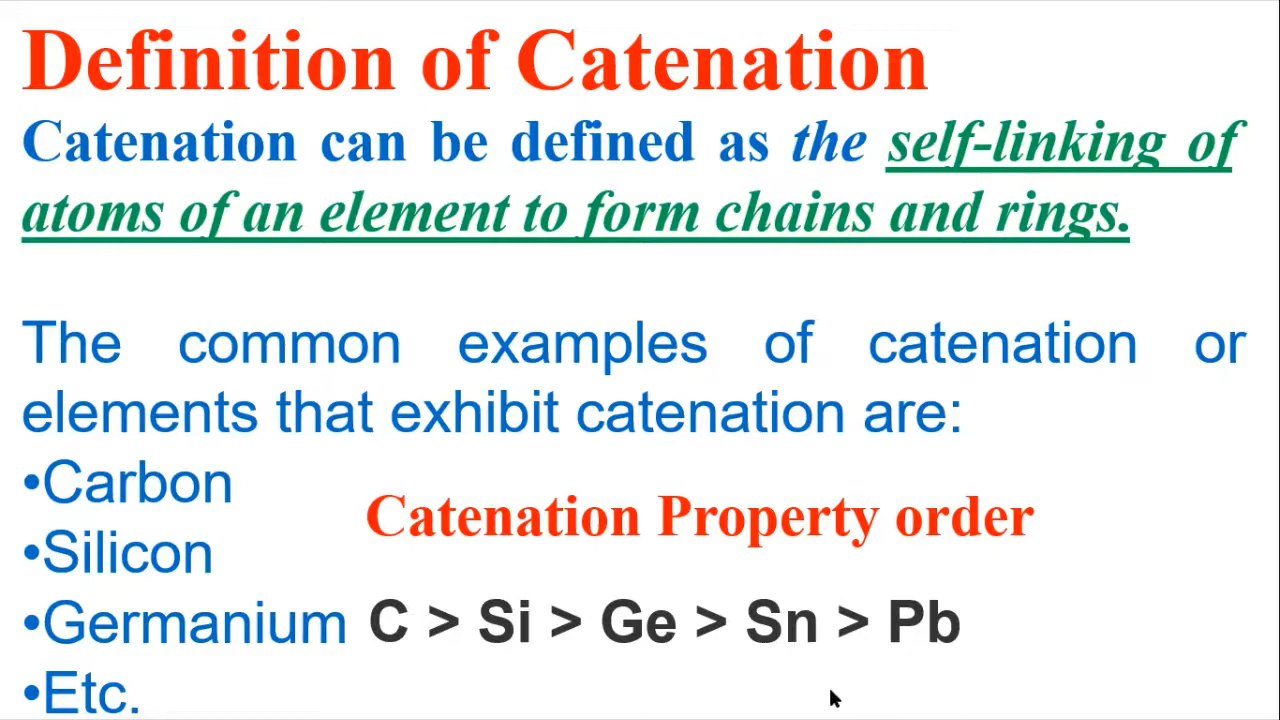 Definition of Catenation
Catenation can be defined as the self-linking of
atoms of an element to form chains and rings.
The common examples of catenation or
elements that exhibit catenation are:
•Carbon
Catenation Property order
•Silicon
•Germanium
C > Si > Ge > Sn > Pb
•Etc.